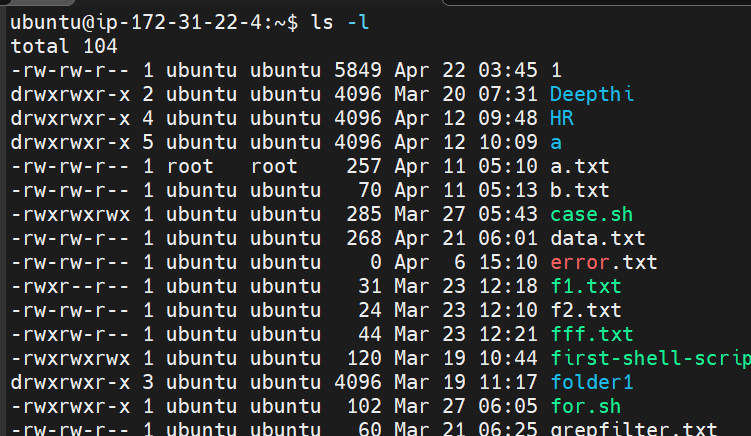 ubuntu@ip-172-31-22-4:~$ ls -l
total 104
-rw-rw-r-- 1 ubuntu ubuntu 5849 Apr 22 03:45 1
drwxrwxr-x 2 ubuntu ubuntu 4096 Mar 20 07:31 Deepthi
drwxrwxr-x 4 ubuntu ubuntu 4096 Apr 12 09:48 HR
drwxrwxr-x 5 ubuntu ubuntu 4096 Apr 12 10:09 a
-rw-rw-r-- 1 root   root    257 Apr 11 05:10 a.txt
-rw-rw-r-- 1 ubuntu ubuntu   70 Apr 11 05:13 b.txt
-rwxrwxrwx 1 ubuntu ubuntu  285 Mar 27 05:43 case.sh
-rw-rw-r-- 1 ubuntu ubuntu  268 Apr 21 06:01 data.txt
-rw-rw-r-- 1 ubuntu ubuntu    0 Apr  6 15:10 error.txt
-rwxr--r-- 1 ubuntu ubuntu   31 Mar 23 12:18 f1.txt
-rw-rw-r-- 1 ubuntu ubuntu   24 Mar 23 12:10 f2.txt
-rwxrw-r-- 1 ubuntu ubuntu   44 Mar 23 12:21 fff.txt
-rwxrwxrwx 1 ubuntu ubuntu  120 Mar 19 10:44 first-shell-scrip
drwxrwxr-x 3 ubuntu ubuntu 4096 Mar 19 11:17 folder1
-rwxrwxr-x 1 ubuntu ubuntu  102 Mar 27 06:05 for.sh
-rw-rw-r-- 1 ubuntu ubuntu   60 Mar 21 06:25 grepfilter.txt